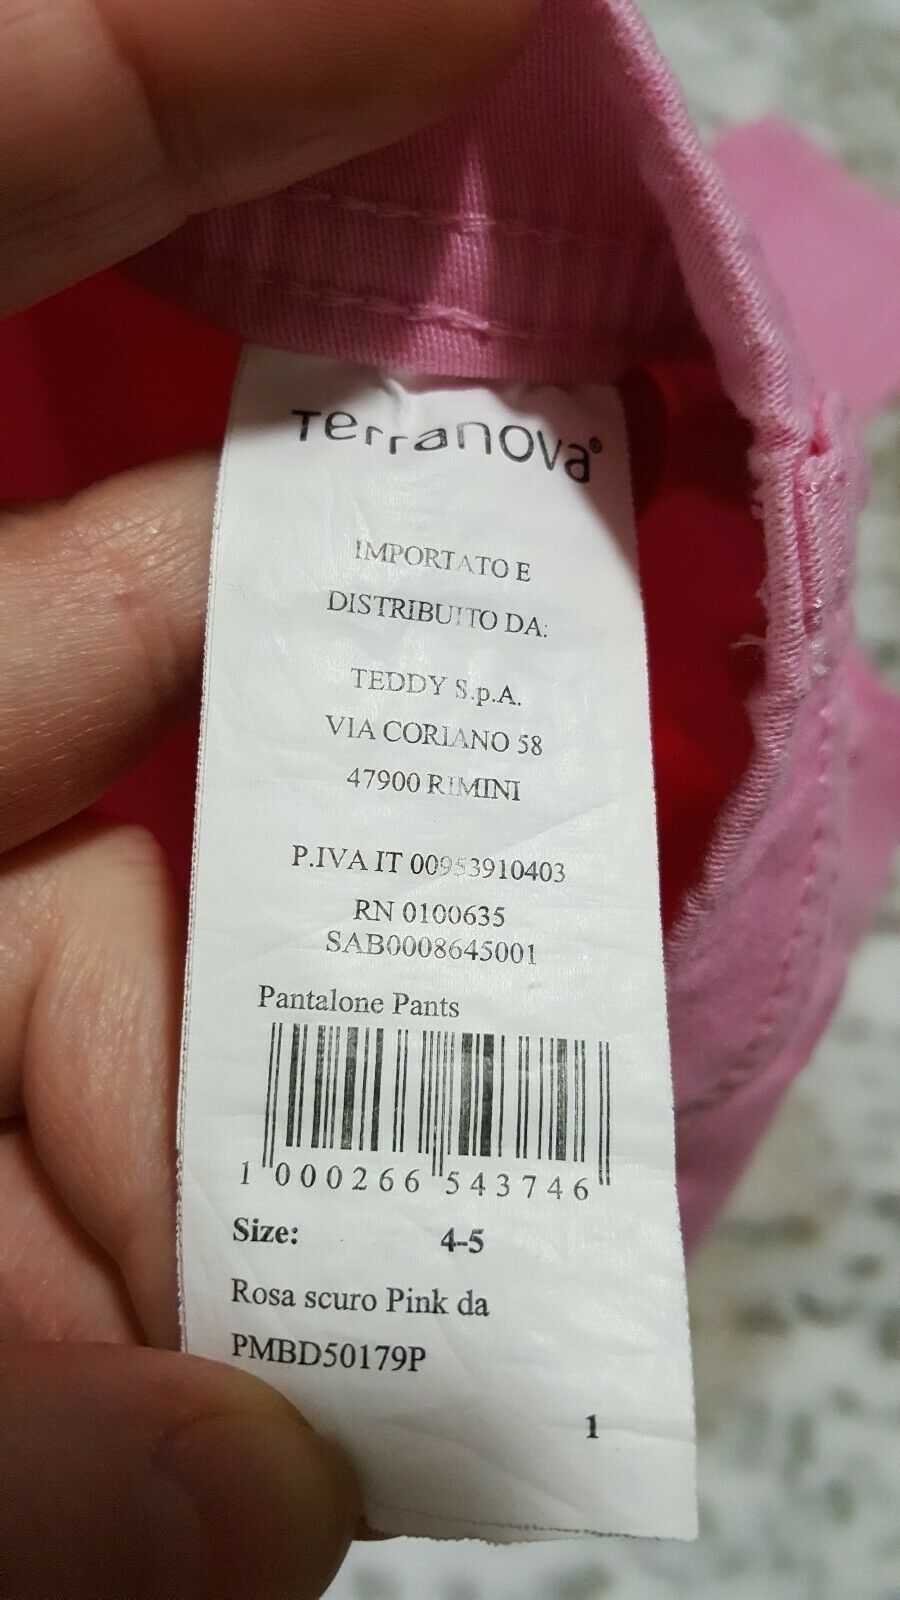 Terranova®
IMPORTATO E
DISTRIBUITO DA:
TEDDY S.p.A.
VIA CORIANO 58
47900 RIMINI
P.IVA IT 00953910403
RN 0100635
SAB0008645001
Pantalone Pants
1 000266 543746
Size: 4-5
Rosa scuro Pink da
PMBD50179P
1